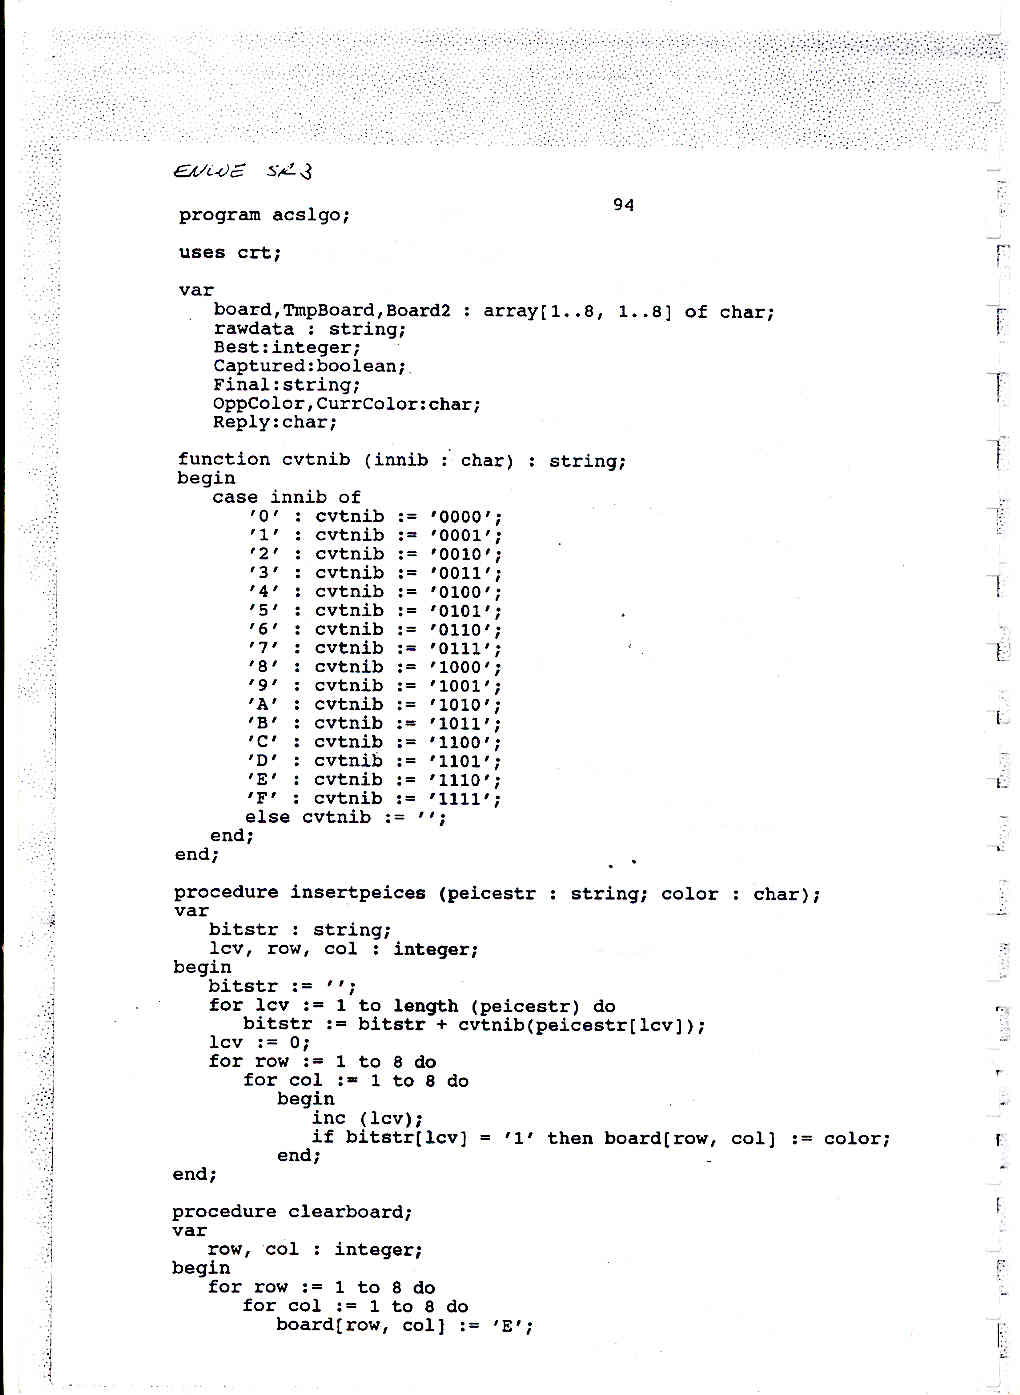 94
program acslgo;
uses crt;
var
board,TmpBoard,Board2 : array[1..8, 1..8] of char;
rawdata : string;
Best:integer;
Captured:boolean;
Final:string;
OppColor,CurrColor:char;
Reply:char;
function cvtnib (innib : char) : string;
begin
case innib of
'0' : cvtnib := '0000';
'1' : cvtnib := '0001';
'2' : cvtnib := '0010';
'3' : cvtnib := '0011';
'4' : cvtnib := '0100';
'5' : cvtnib := '0101';
'6' : cvtnib := '0110';
'7' : cvtnib := '0111';
'8' : cvtnib := '1000';
'9' : cvtnib := '1001';
'A' : cvtnib := '1010';
'B' : cvtnib := '1011';
'C' : cvtnib := '1100';
'D' : cvtnib := '1101';
'E' : cvtnib := '1110';
'F' : cvtnib := '1111';
else cvtnib := '';
end;
end;
procedure insertpeices (peicestr : string; color : char);
var
bitstr : string;
lcv, row, col : integer;
begin
bitstr := '';
for lcv := 1 to length (peicestr) do
bitstr := bitstr + cvtnib(peicestr[lcv]);
lcv := 0;
for row := 1 to 8 do
for col := 1 to 8 do
begin
inc (lcv);
if bitstr[lcv] = '1' then board[row, col] := color;
end;
end;
procedure clearboard;
var
row, col : integer;
begin
for row := 1 to 8 do
for col := 1 to 8 do
board[row, col] := 'E';